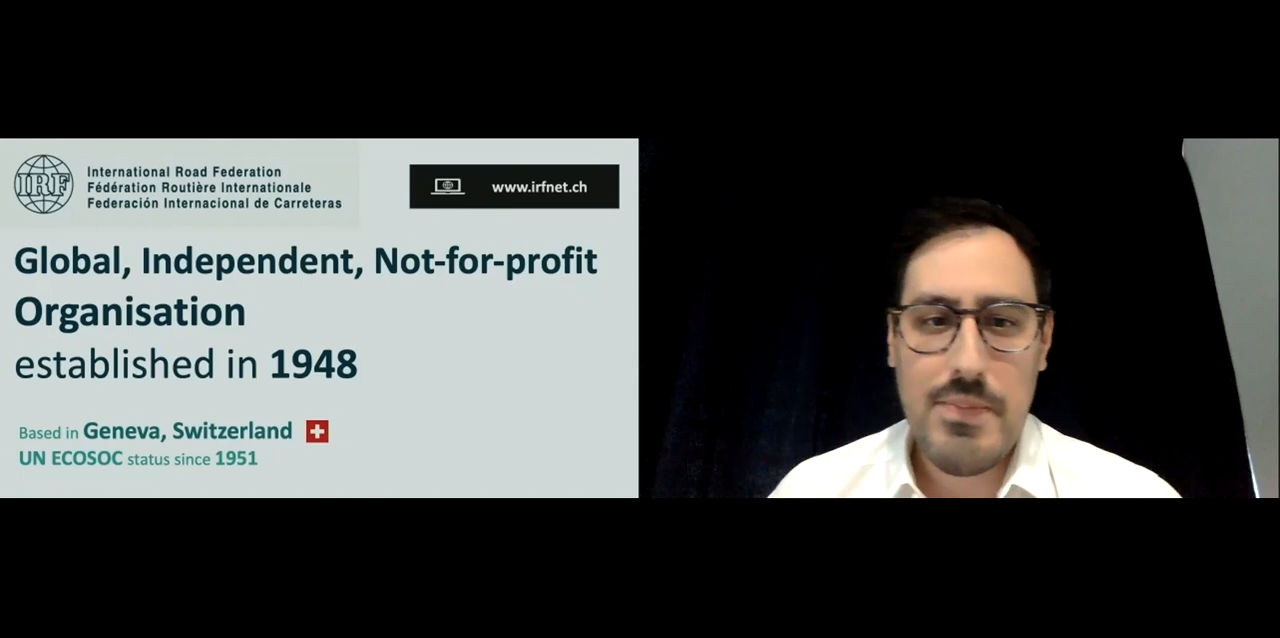 IRF
International Road Federation
Fédération Routière Internationale
Federación Internacional de Carreteras
www.irfnet.ch
Global, Independent, Not-for-profit
Organisation
established in 1948
Based in Geneva, Switzerland
UN ECOSOC status since 1951